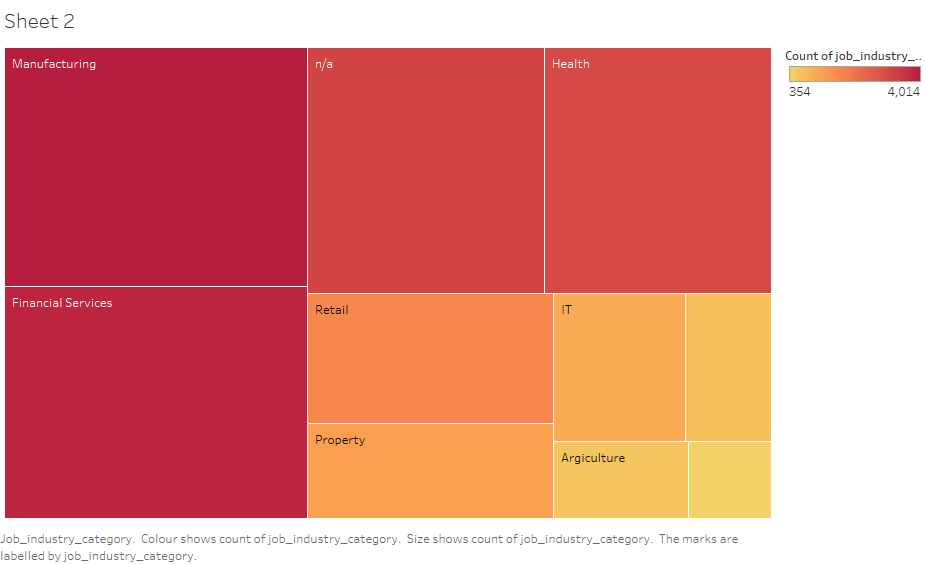 Sheet 2
Manufacturing
n/a
Health
Count of job_industry_..
354
4,014
Financial Services
Retail
IT
Property
Argiculture
Job_industry_category. Colour shows count of job_industry_category. Size shows count of job_industry_category. The marks are
labelled by job_industry_category.